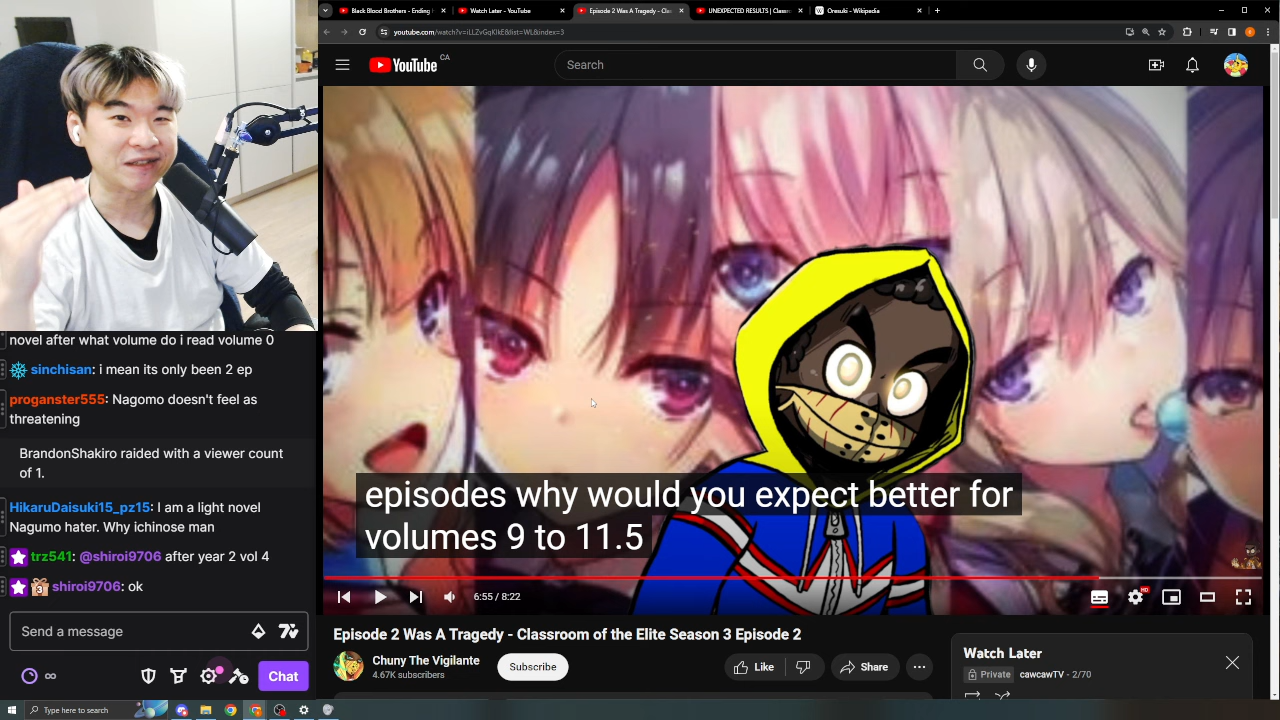 Black Blood Brothers - Ending
Watch Later - YouTube
Episode 2 Was A Tragedy - Cla
UNEXPECTED RESULTS | Classr
Oresuki - Wikipedia
youtube.com/watch?v=iLLZvGqKlkE&list=WL&index=3
YouTube CA
Search
episodes why would you expect better for
volumes 9 to 11.5
6:55 / 8:22
HD
Episode 2 Was A Tragedy - Classroom of the Elite Season 3 Episode 2
Chuny The Vigilante
4.67K subscribers
Subscribe
Like
Share
Watch Later
Private cawcawTV - 2/70
novel after what volume do i read volume 0
sinchisan: i mean its only been 2 ep
proganster555: Nagomo doesn't feel as
threatening
BrandonShakiro raided with a viewer count
of 1.
HikaruDaisuki15_pz15: I am a light novel
Nagumo hater. Why ichinose man
trz541: @shiroi9706 after year 2 vol 4
3 shiroi9706: ok
Send a message
Chat
Type here to search